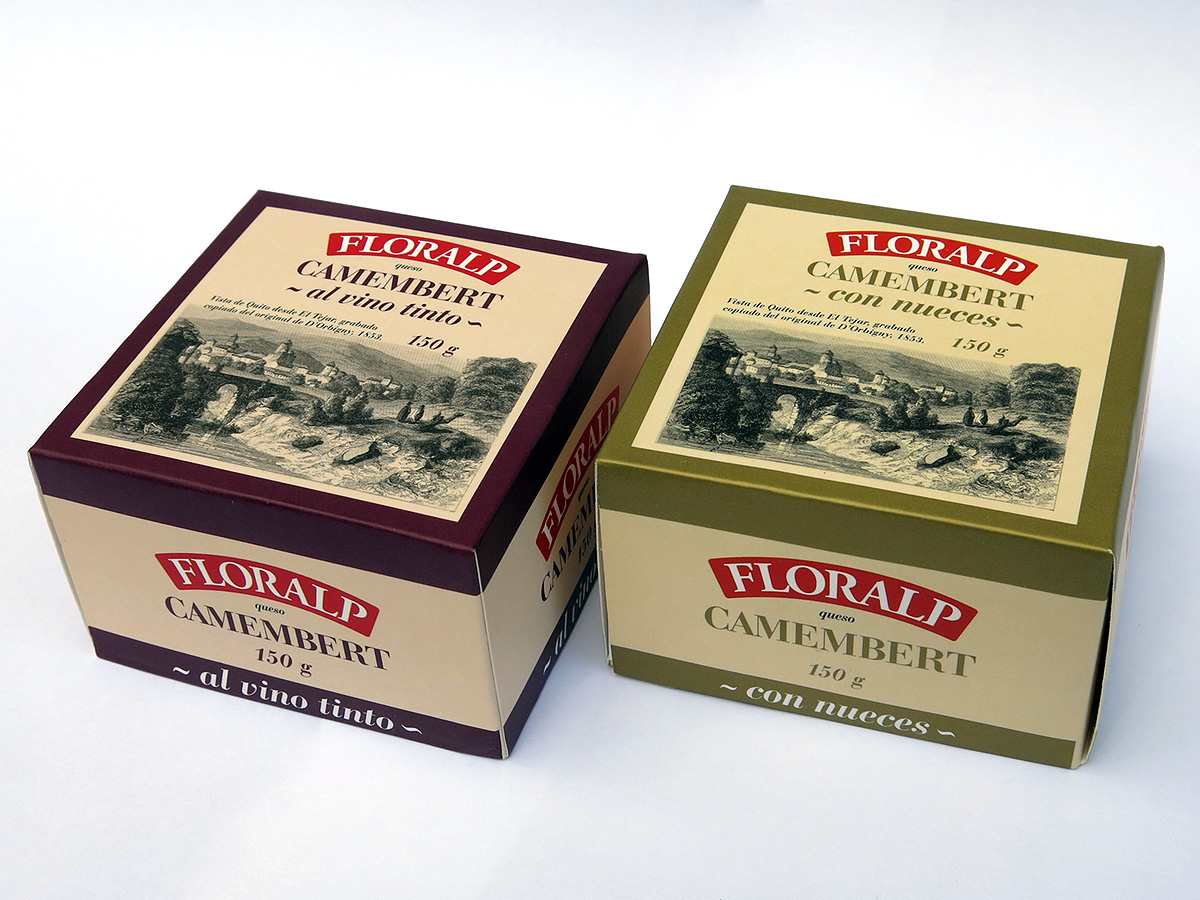 FLORALP
queso
CAMEMBERT
~ al vino tinto ~
Vista de Quito desde El Tejar, grabado
copiado del original de D'Orbigny, 1853.
150 g
FLORALP
queso
CAMEMBERT
150 g
~ al vino tinto ~
FLORALP
FLORALP
queso
CAMEMBERT
~ con nueces ~
Vista de Quito desde El Tejar, grabado
copiado del original de D'Orbigny, 1853.
150 g
FLORALP
queso
CAMEMBERT
150 g
~ con nueces ~